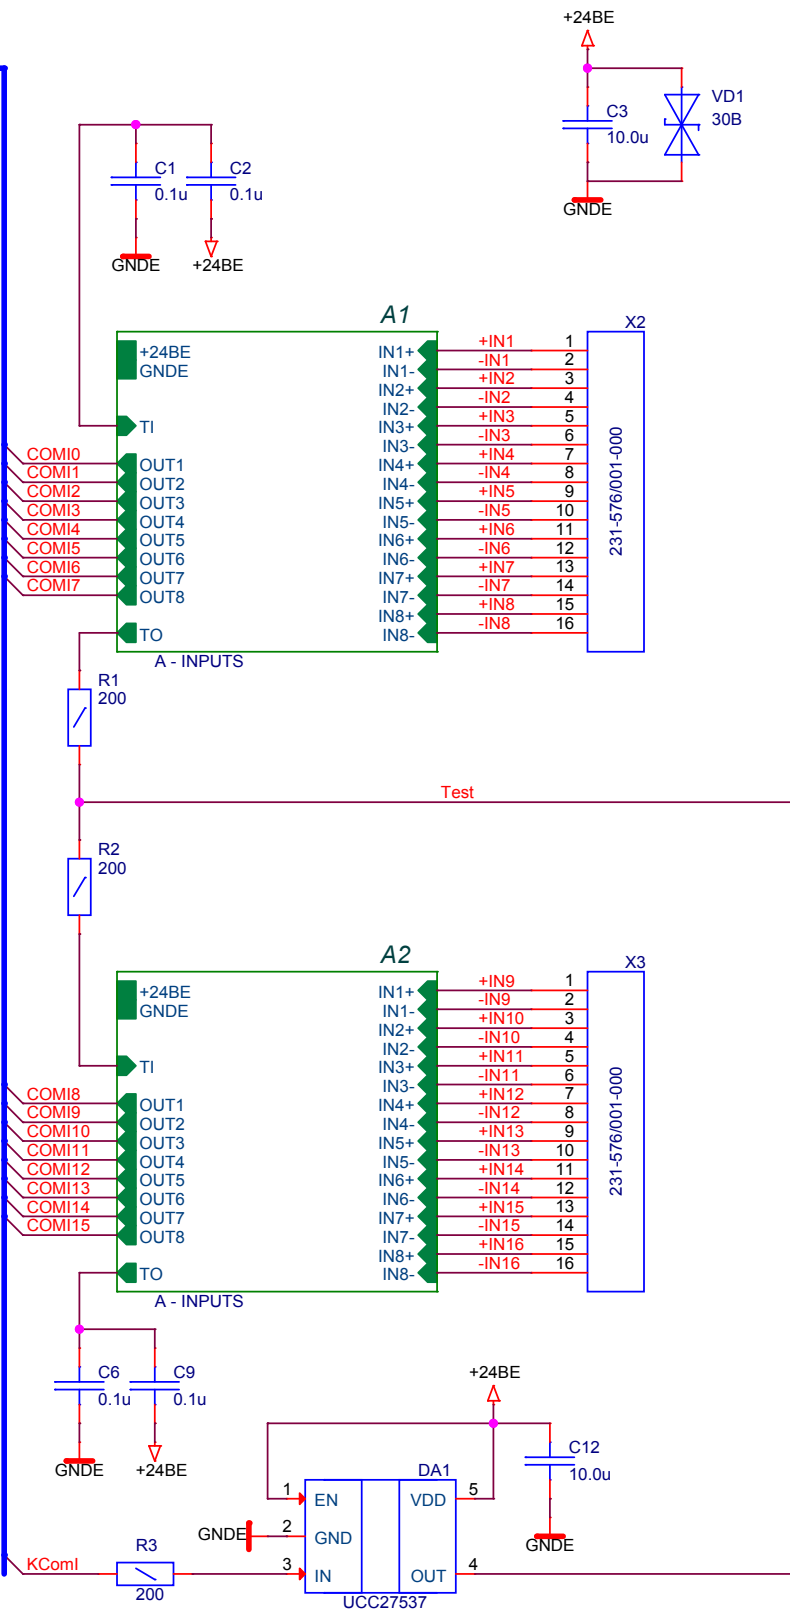 +24BE
C3
10.0u
VD1
30B
GNDE
C1
0.1u
C2
0.1u
GNDE
+24BE
A1
X2
+24BE
GNDE
TI
COMI0
COMI1
COMI2
COMI3
COMI4
COMI5
COMI6
COMI7
OUT1
OUT2
OUT3
OUT4
OUT5
OUT6
OUT7
OUT8
TO
IN1+
IN1-
IN2+
IN2-
IN3+
IN3-
IN4+
IN4-
IN5+
IN5-
IN6+
IN6-
IN7+
IN7-
IN8+
IN8-
+IN1
-IN1
+IN2
-IN2
+IN3
-IN3
+IN4
-IN4
+IN5
-IN5
+IN6
-IN6
+IN7
-IN7
+IN8
-IN8
1
2
3
4
5
6
7
8
9
10
11
12
13
14
15
16
231-576/001-000
A - INPUTS
R1
200
Test
R2
200
A2
X3
+24BE
GNDE
TI
COMI8
COMI9
COMI10
COMI11
COMI12
COMI13
COMI14
COMI15
OUT1
OUT2
OUT3
OUT4
OUT5
OUT6
OUT7
OUT8
TO
IN1+
IN1-
IN2+
IN2-
IN3+
IN3-
IN4+
IN4-
IN5+
IN5-
IN6+
IN6-
IN7+
IN7-
IN8+
IN8-
+IN9
-IN9
+IN10
-IN10
+IN11
-IN11
+IN12
-IN12
+IN13
-IN13
+IN14
-IN14
+IN15
-IN15
+IN16
-IN16
1
2
3
4
5
6
7
8
9
10
11
12
13
14
15
16
231-576/001-000
A - INPUTS
C6
0.1u
C9
0.1u
GNDE
+24BE
+24BE
C12
10.0u
GNDE
DA1
1
EN
VDD
5
GNDE
2
GND
3
IN
OUT
4
UCC27537
KComI
R3
200